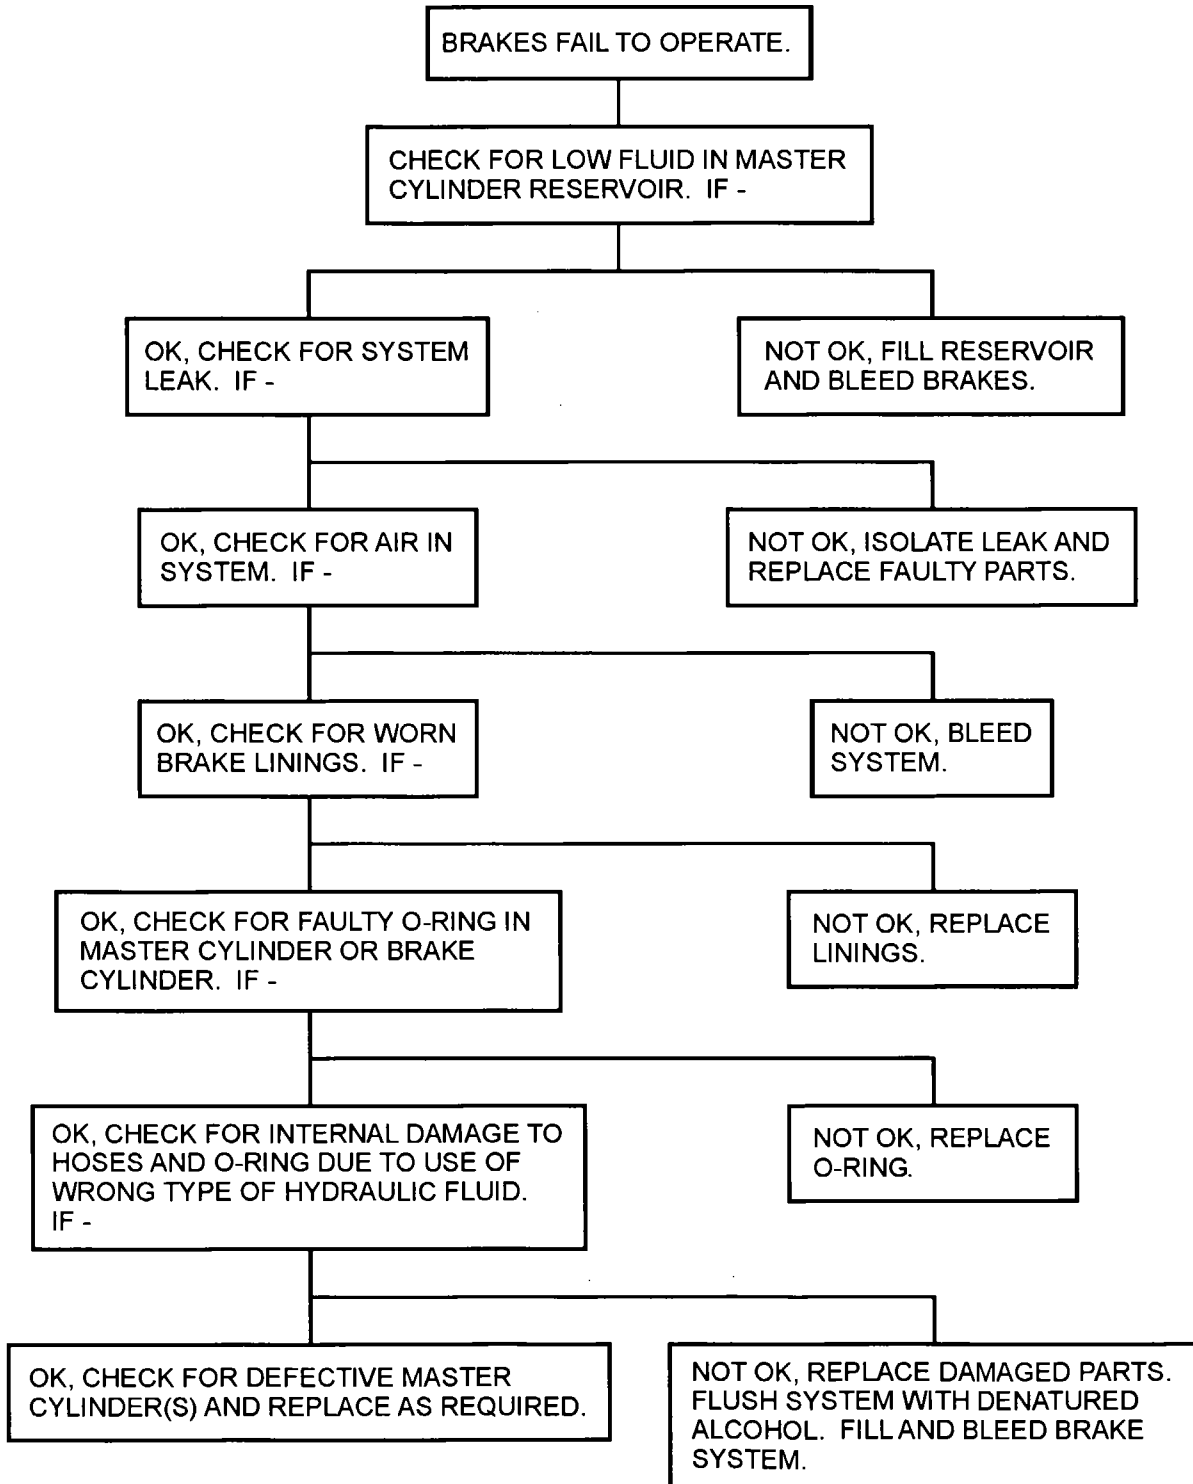 BRAKES FAIL TO OPERATE.
CHECK FOR LOW FLUID IN MASTER
CYLINDER RESERVOIR.  IF -
OK, CHECK FOR SYSTEM
LEAK.  IF -
NOT OK, FILL RESERVOIR
AND BLEED BRAKES.
OK, CHECK FOR AIR IN
SYSTEM.  IF -
NOT OK, ISOLATE LEAK AND
REPLACE FAULTY PARTS.
OK, CHECK FOR WORN
BRAKE LININGS.  IF -
NOT OK, BLEED
SYSTEM.
OK, CHECK FOR FAULTY O-RING IN
MASTER CYLINDER OR BRAKE
CYLINDER.  IF -
NOT OK, REPLACE
LININGS.
OK, CHECK FOR INTERNAL DAMAGE TO
HOSES AND O-RING DUE TO USE OF
WRONG TYPE OF HYDRAULIC FLUID.
IF -
NOT OK, REPLACE
O-RING.
OK, CHECK FOR DEFECTIVE MASTER
CYLINDER(S) AND REPLACE AS REQUIRED.
NOT OK, REPLACE DAMAGED PARTS.
FLUSH SYSTEM WITH DENATURED
ALCOHOL.  FILL AND BLEED BRAKE
SYSTEM.